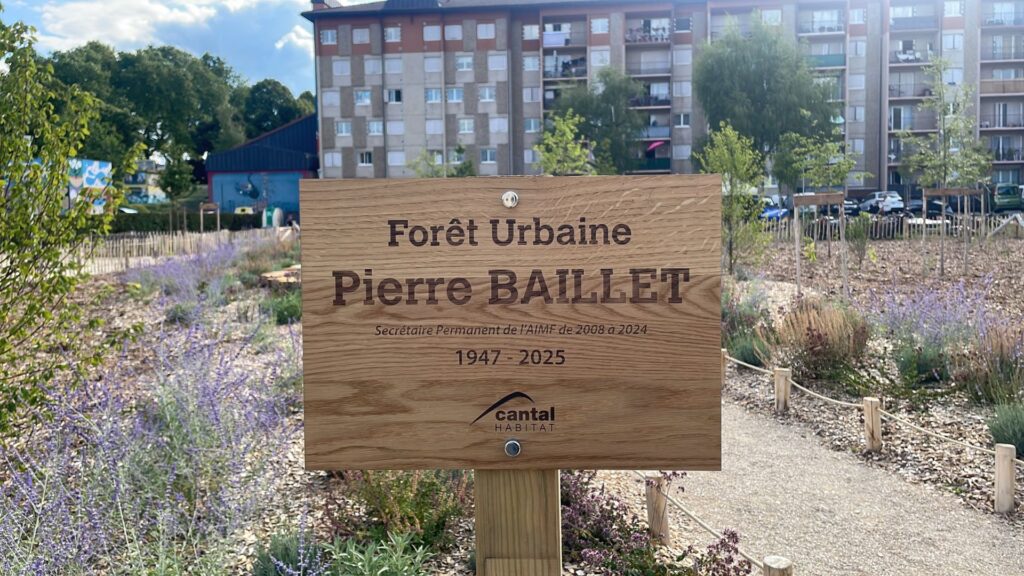 Forêt Urbaine
Pierre BAILLET
Secrétaire Permanent de l'AIMF de 2008 à 2024
1947 - 2025
cantal
HABITAT